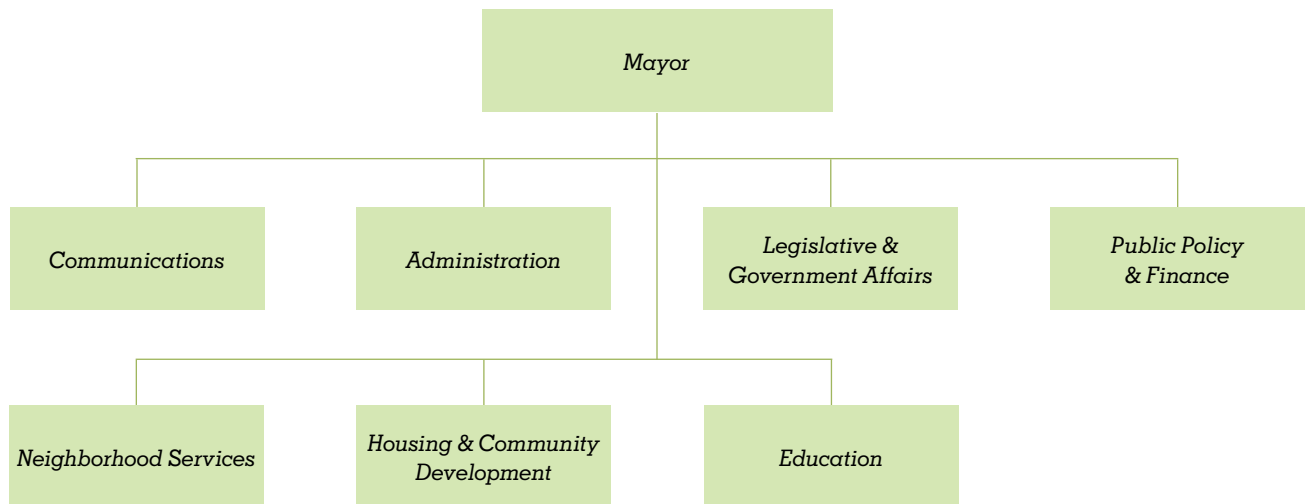 Mayor
Communications
Administration
Legislative &
Government Affairs
Public Policy
& Finance
Neighborhood Services
Housing & Community
Development
Education